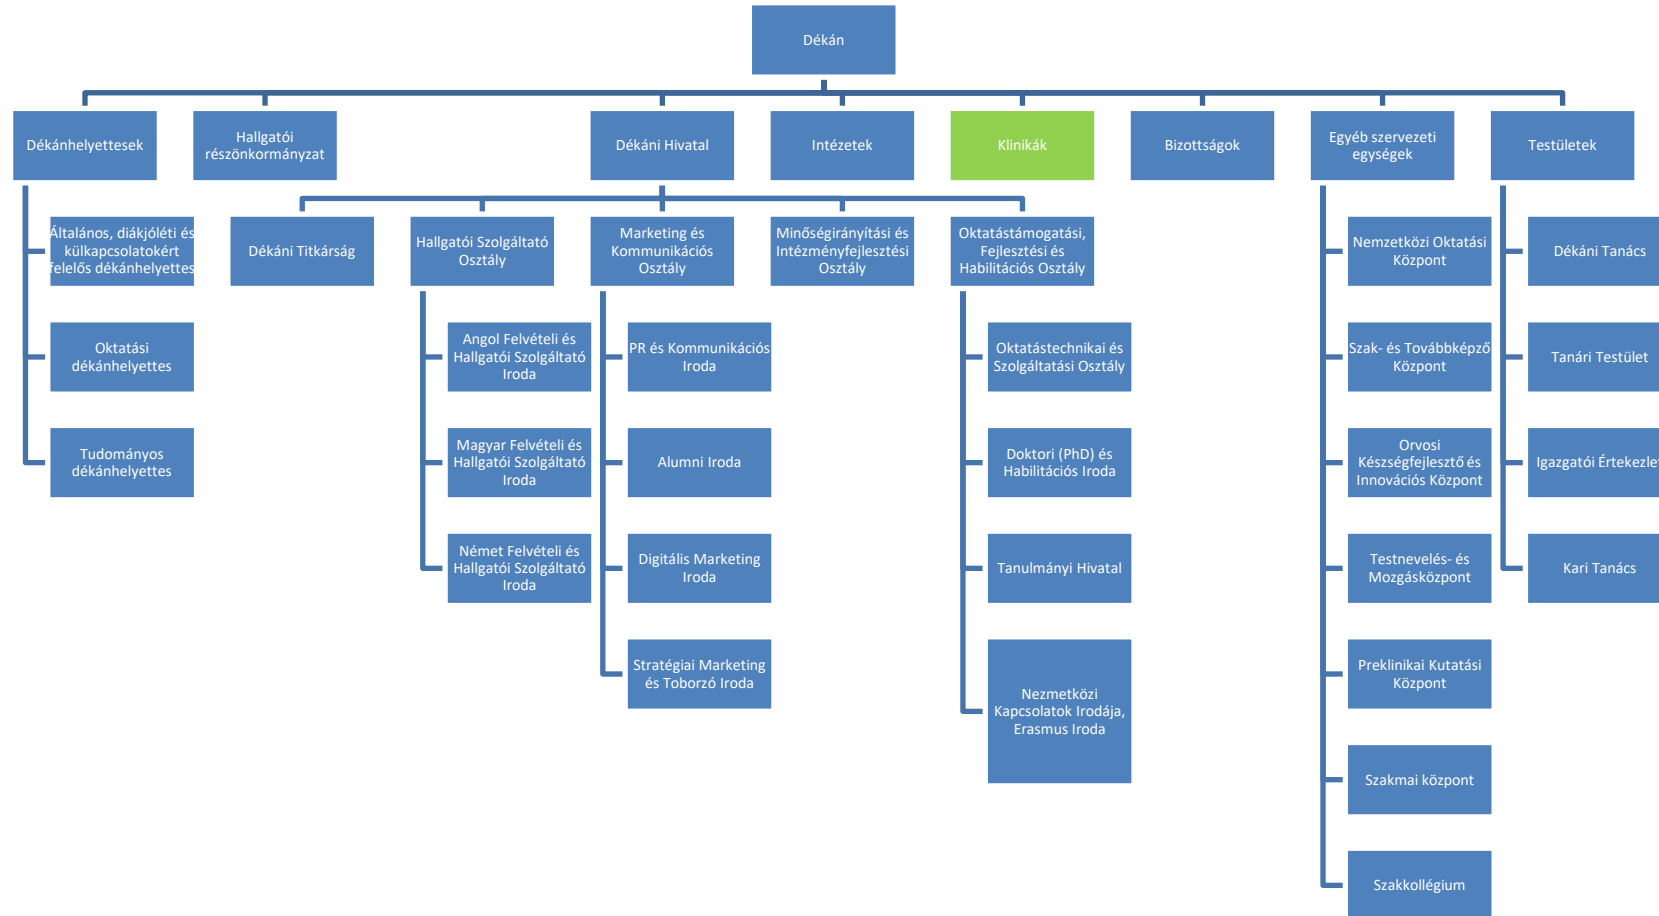 Dékán
Dékánhelyettesek
Hallgatói
részönkormányzat
Dékáni Hivatal
Intézetek
Klinikák
Bizottságok
Egyéb szervezeti
egységek
Testületek
Általános, diákjóléti és
külkapcsolatokért
felelős dékánhelyettes
Oktatási
dékánhelyettes
Tudományos
dékánhelyettes
Dékáni Titkárság
Hallgatói Szolgáltató
Osztály
Angol Felvételi és
Hallgatói Szolgáltató
Iroda
Magyar Felvételi és
Hallgatói Szolgáltató
Iroda
Német Felvételi és
Hallgatói Szolgáltató
Iroda
Marketing és
Kommunikációs
Osztály
PR és Kommunikációs
Iroda
Alumni Iroda
Digitális Marketing
Iroda
Stratégiai Marketing
és Toborzó Iroda
Minőségirányítási és
Intézményfejlesztési
Osztály
Oktatástámogatási,
Fejlesztési és
Habilitációs Osztály
Oktatástechnikai és
Szolgáltatási Osztály
Doktori (PhD) és
Habilitációs Iroda
Tanulmányi Hivatal
Nezmetközi
Kapcsolatok Irodája,
Erasmus Iroda
Nemzetközi Oktatási
Központ
Szak- és Továbbképző
Központ
Orvosi
Készségfejlesztő és
Innovációs Központ
Testnevelés- és
Mozgásközpont
Preklinikai Kutatási
Központ
Szakmai központ
Szakkollégium
Dékáni Tanács
Tanári Testület
Igazgatói Értekezlet
Kari Tanács